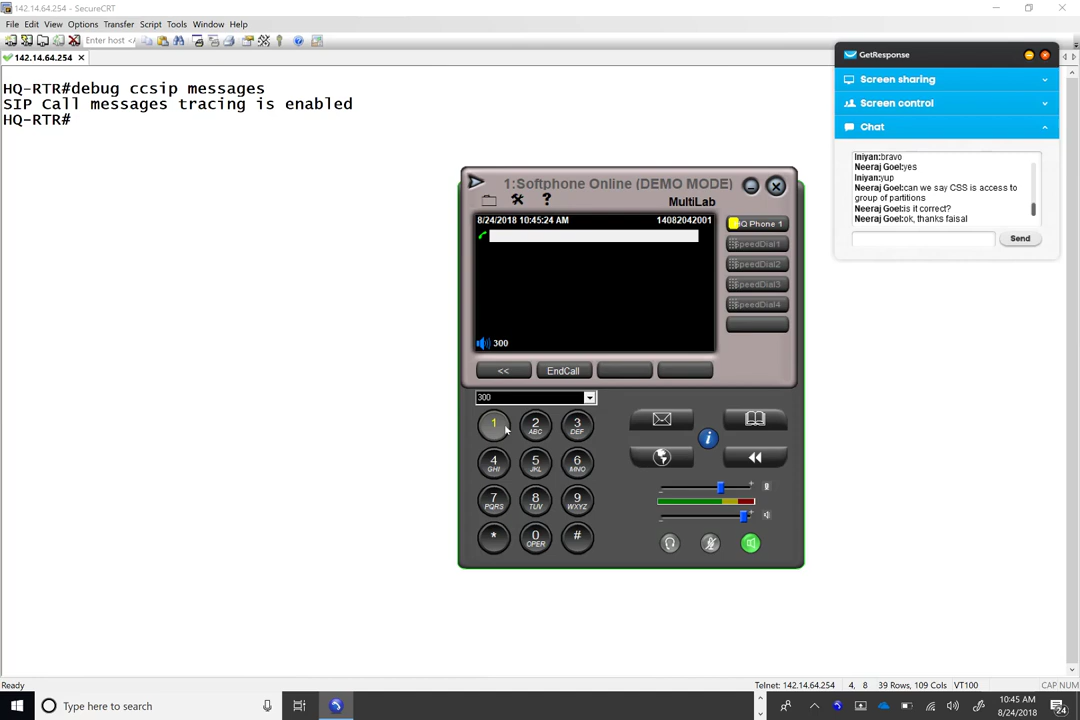 142.14.64.254 - SecureCRT
File Edit View Options Transfer Script Tools Window Help
Enter host <
142.14.64.254
HQ-RTR#debug ccsip messages
SIP Call messages tracing is enabled
HQ-RTR#
GetResponse
Screen sharing
Screen control
Chat
Iniyan:bravo
Neeraj Goel:yes
Iniyan:yup
Neeraj Goel:can we say CSS is access to
group of partitions
Neeraj Goel:is it correct?
Neeraj Goel:ok, thanks faisal
Send
1:Softphone Online (DEMO MODE)
?
MultiLab
8/24/2018 10:45:24 AM 14082042001
HQ Phone 1
SpeedDial1
SpeedDial2
SpeedDial3
SpeedDial4
300
<< EndCall
300
1 2 ABC 3 DEF
4 GHI 5 JKL 6 MNO
7 PQRS 8 TUV 9 WXYZ
* 0 OPER #
Ready Telnet: 142.14.64.254 4, 8 39 Rows, 109 Cols VT100 CAP NUM
Type here to search
10:45 AM
8/24/2018
24